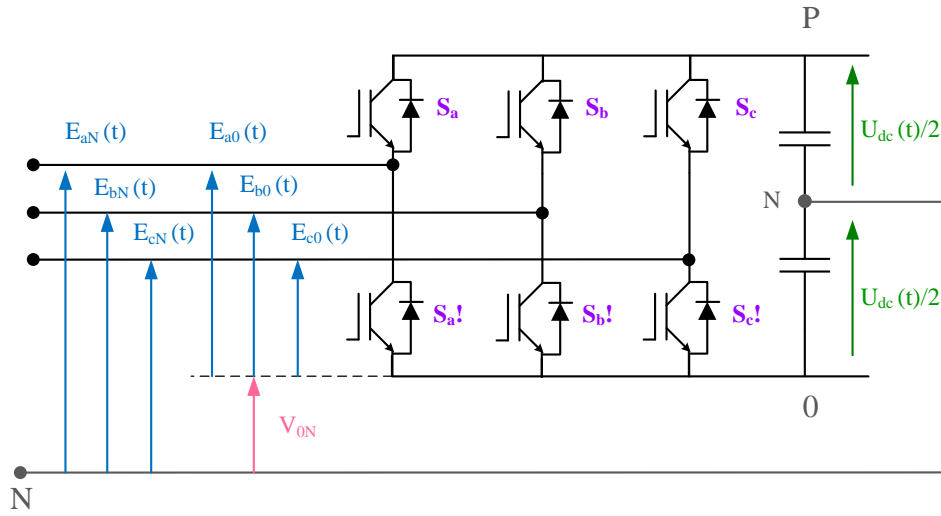 P
S_a
S_b
S_c
U_dc(t)/2
E_aN(t)
E_a0(t)
E_bN(t)
E_b0(t)
N
E_cN(t)
E_c0(t)
U_dc(t)/2
S_a!
S_b!
S_c!
0
V_0N
N